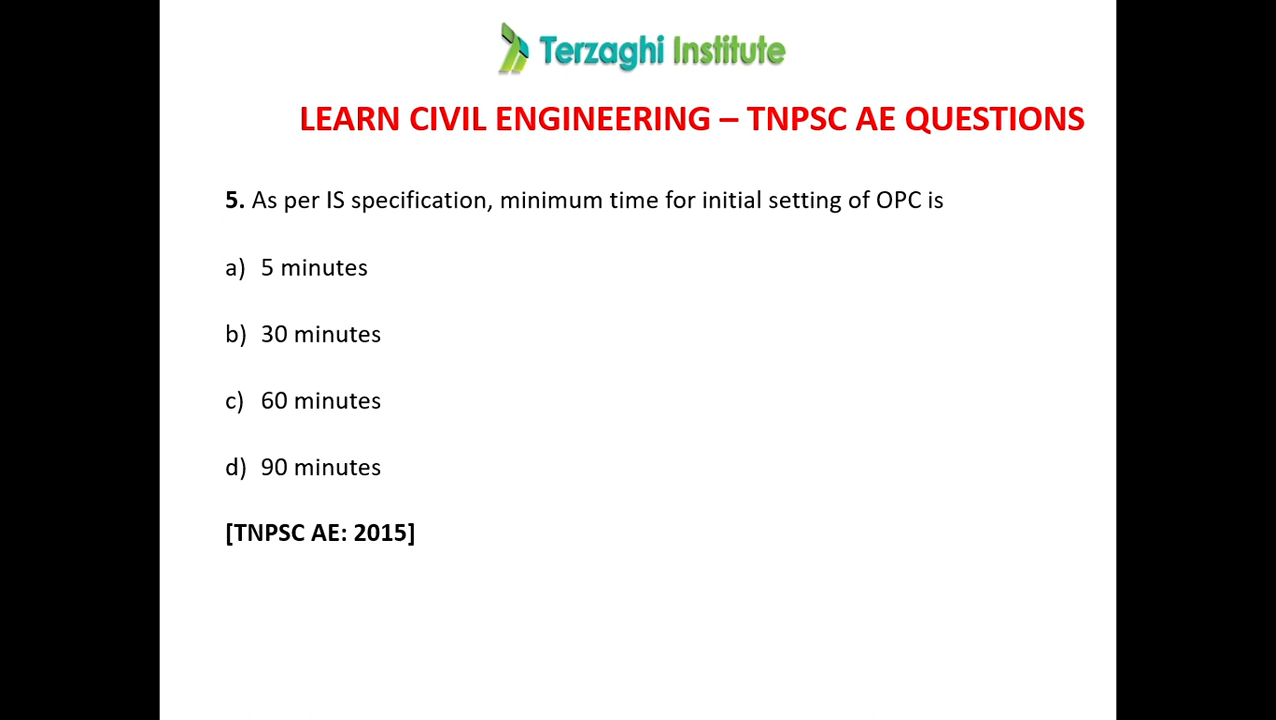 Terzaghi Institute
LEARN CIVIL ENGINEERING – TNPSC AE QUESTIONS
5. As per IS specification, minimum time for initial setting of OPC is
a) 5 minutes
b) 30 minutes
c) 60 minutes
d) 90 minutes
[TNPSC AE: 2015]